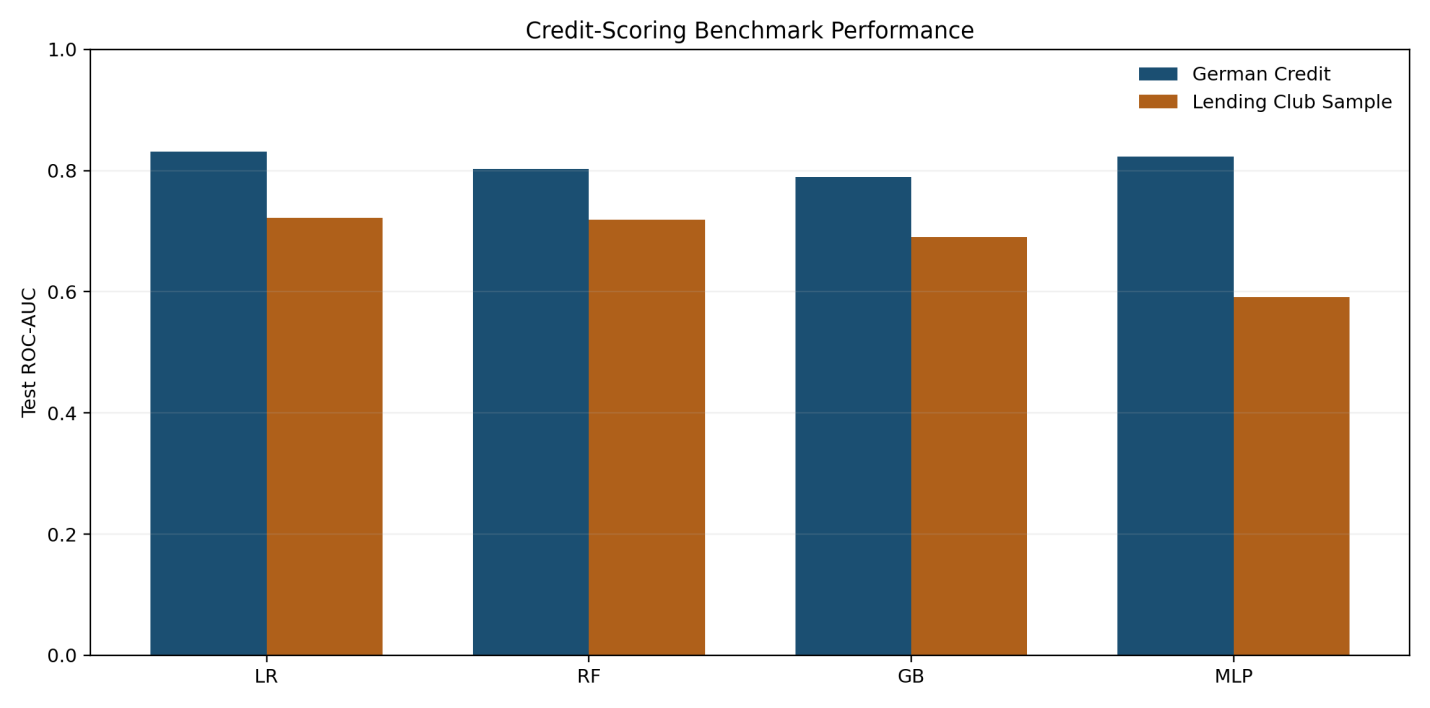 Credit-Scoring Benchmark Performance
German Credit
Lending Club Sample
Test ROC-AUC
1.0
0.8
0.6
0.4
0.2
0.0
LR RF GB MLP